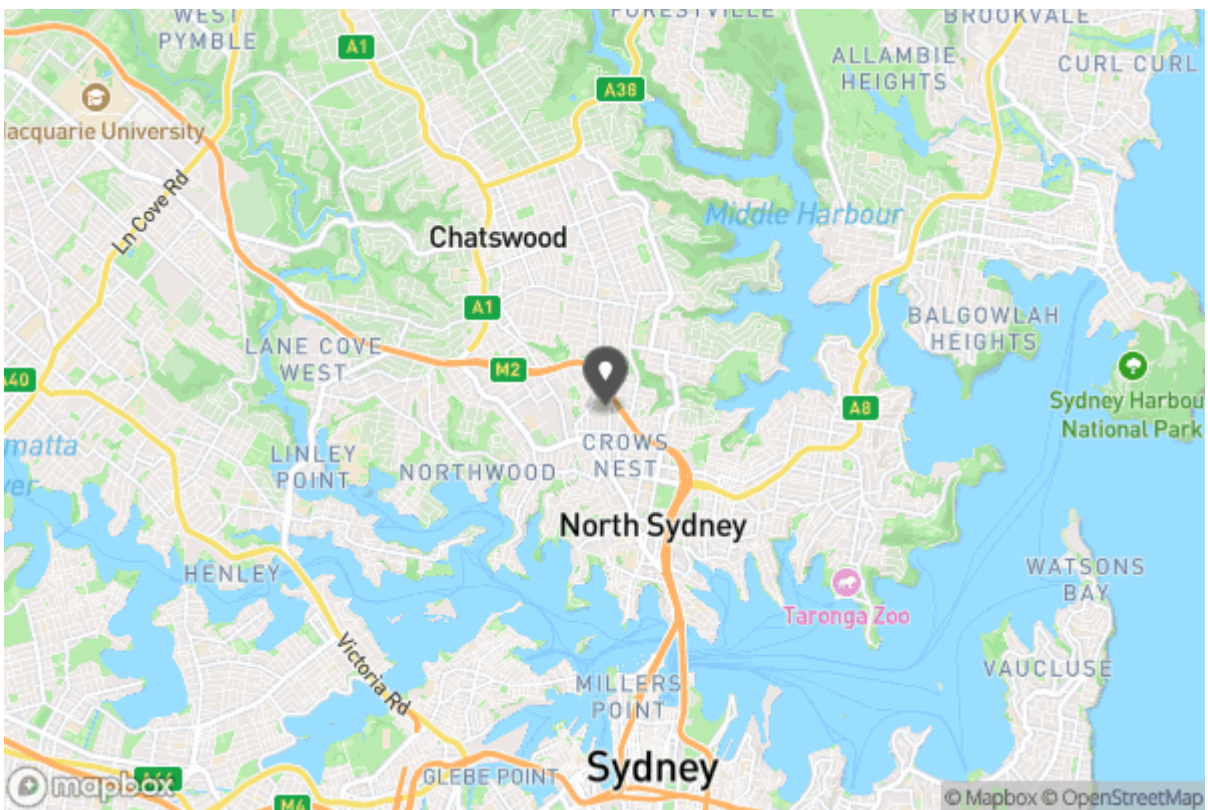 WEST
PYMBLE
A1
FORESTVILLE
BROOKVALE
ALLAMBIE
HEIGHTS
CURL CURL
A38
Macquarie University
Ln Cove Rd
Middle Harbour
Chatswood
A1
BALGOWLAH
HEIGHTS
LANE COVE
WEST
M2
A40
A8
Sydney Harbou
National Park
CROWS
NEST
LINLEY
POINT
NORTHWOOD
North Sydney
HENLEY
WATSONS
BAY
Taronga Zoo
Victoria Rd
MILLERS
POINT
VAUCLUSE
Sydney
GLEBE POINT
mapbox
M4
© Mapbox © OpenStreetMap